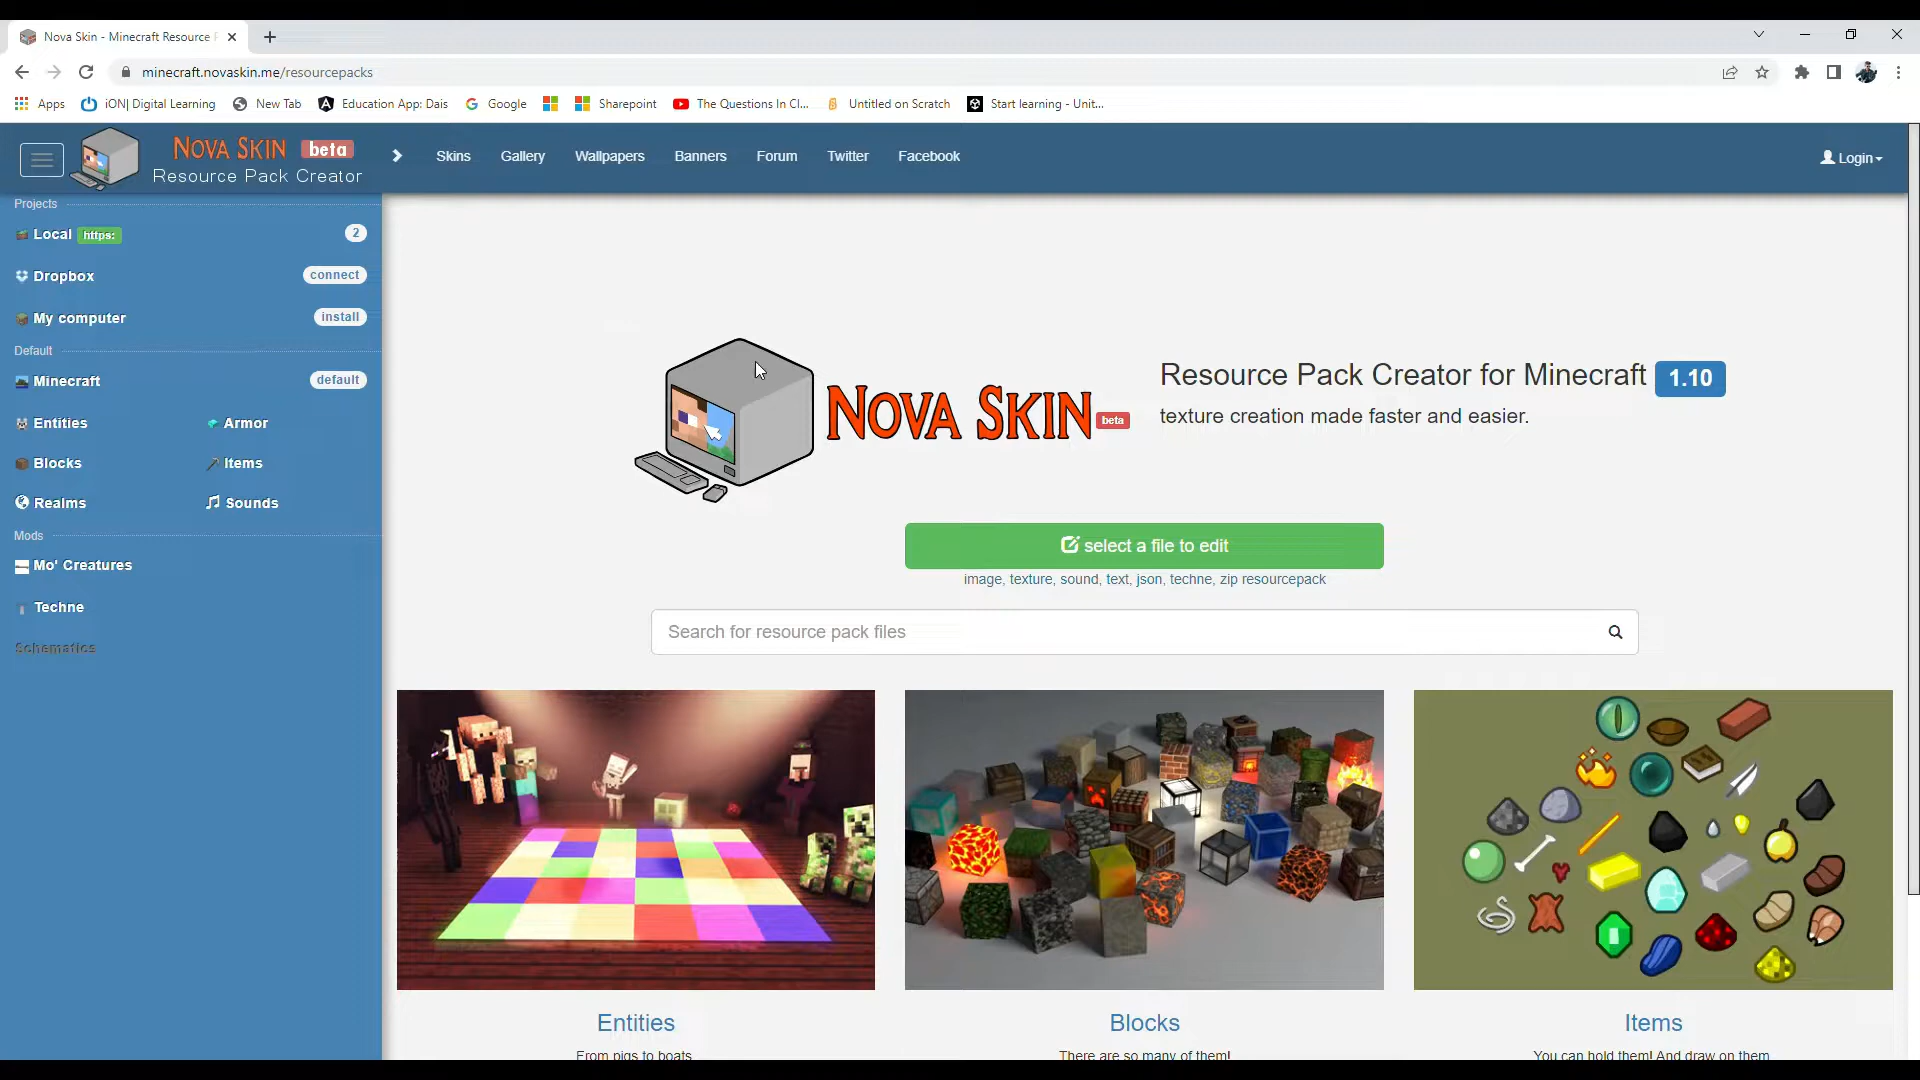 Nova Skin - Minecraft Resource P
minecraft.novaskin.me/resourcepacks
Apps
iON| Digital Learning
New Tab
Education App: Dais
Google
Sharepoint
The Questions In Cl...
Untitled on Scratch
Start learning - Unit...
NOVA SKIN beta
Resource Pack Creator
Skins
Gallery
Wallpapers
Banners
Forum
Twitter
Facebook
Login
Projects
Local https: 2
Dropbox connect
My computer install
Default
Minecraft default
Entities Armor
Blocks Items
Realms Sounds
Mods
Mo' Creatures
Techne
Schematics
NOVA SKIN beta
Resource Pack Creator for Minecraft 1.10
texture creation made faster and easier.
select a file to edit
image, texture, sound, text, json, techne, zip resourcepack
Search for resource pack files
Entities
From pigs to boats
Blocks
There are so many of them!
Items
You can hold them! And draw on them